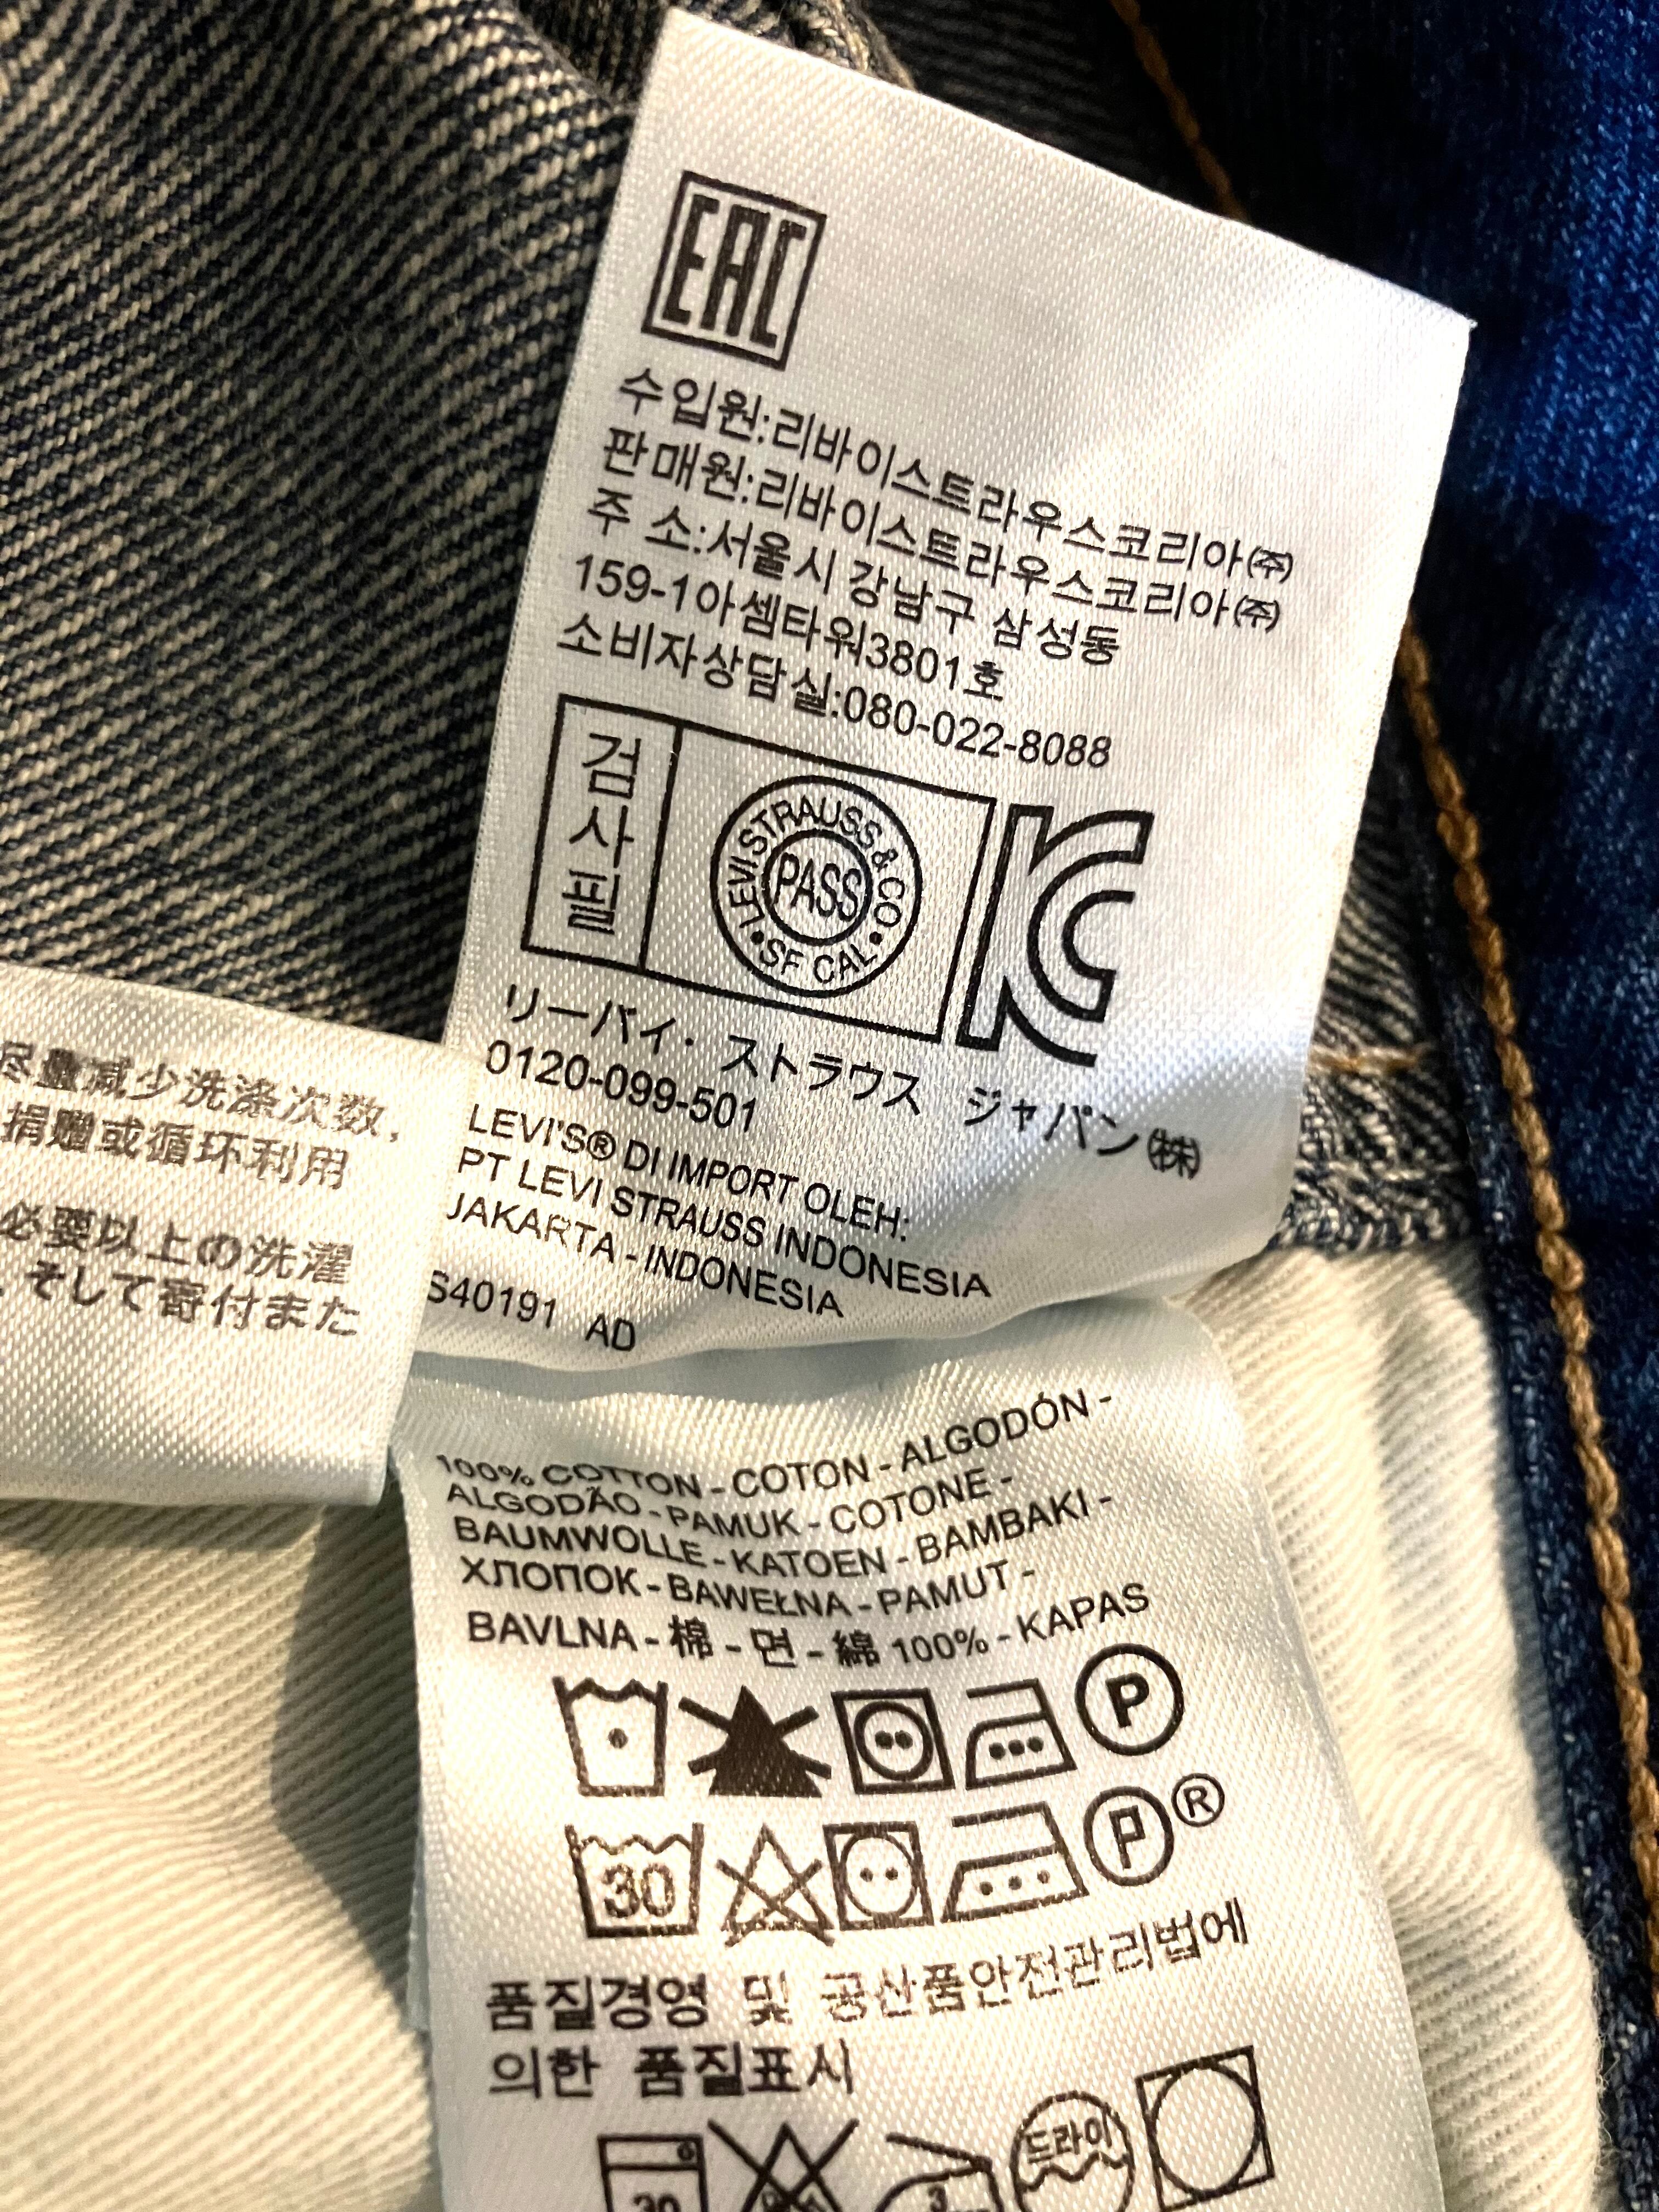 EAC
수입원:리바이스트라우스코리아㈜
판매원:리바이스트라우스코리아㈜
주 소:서울시 강남구 삼성동
159-1아셈타워3801호
소비자상담실:080-022-8088
검사필
LEVI STRAUSS & CO
PASS
• SF CAL •
KC
リーバイ・ストラウス ジャパン㈱
0120-099-501
LEVI'S® DI IMPORT OLEH:
PT LEVI STRAUSS INDONESIA
JAKARTA - INDONESIA
S40191 AD
尽量减少洗涤次数,
捐赠或循环利用
必要以上の洗濯
、そして寄付また
100% COTTON - COTON - ALGODÓN -
ALGODÃO - PAMUK - COTONE -
BAUMWOLLE - KATOEN - BAMBAKI -
ХЛОПОК - BAWEŁNA - PAMUT -
BAVLNA - 棉 - 면 - 綿 100% - KAPAS
P
30 P ®
품질경영 및 공산품안전관리법에
의한 품질표시
30 3 드라이